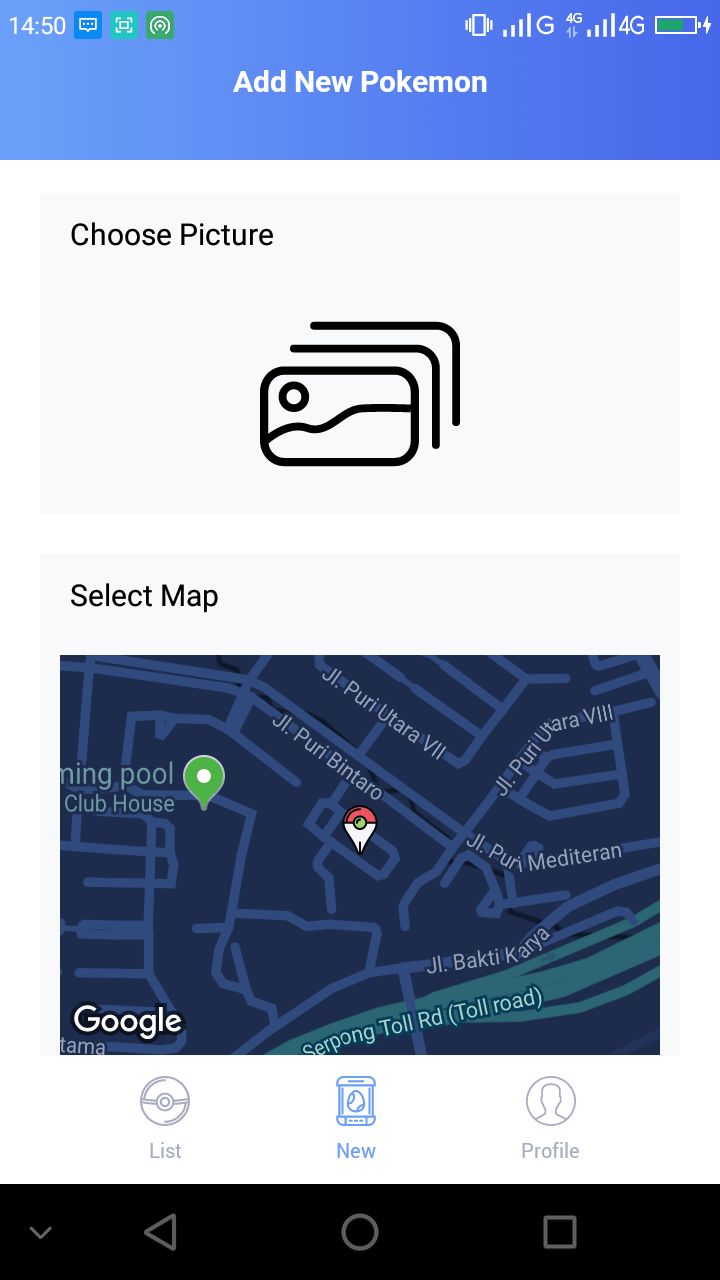 14:50
G 4G 4G
Add New Pokemon
Choose Picture
Select Map
Jl. Puri Utara VII
Jl. Puri Utara VIII
Jl. Puri Bintaro
ming pool
Club House
Jl. Puri Mediteran
Jl. Bakti Karya
Serpong Toll Rd (Toll road)
Google
tama
List
New
Profile